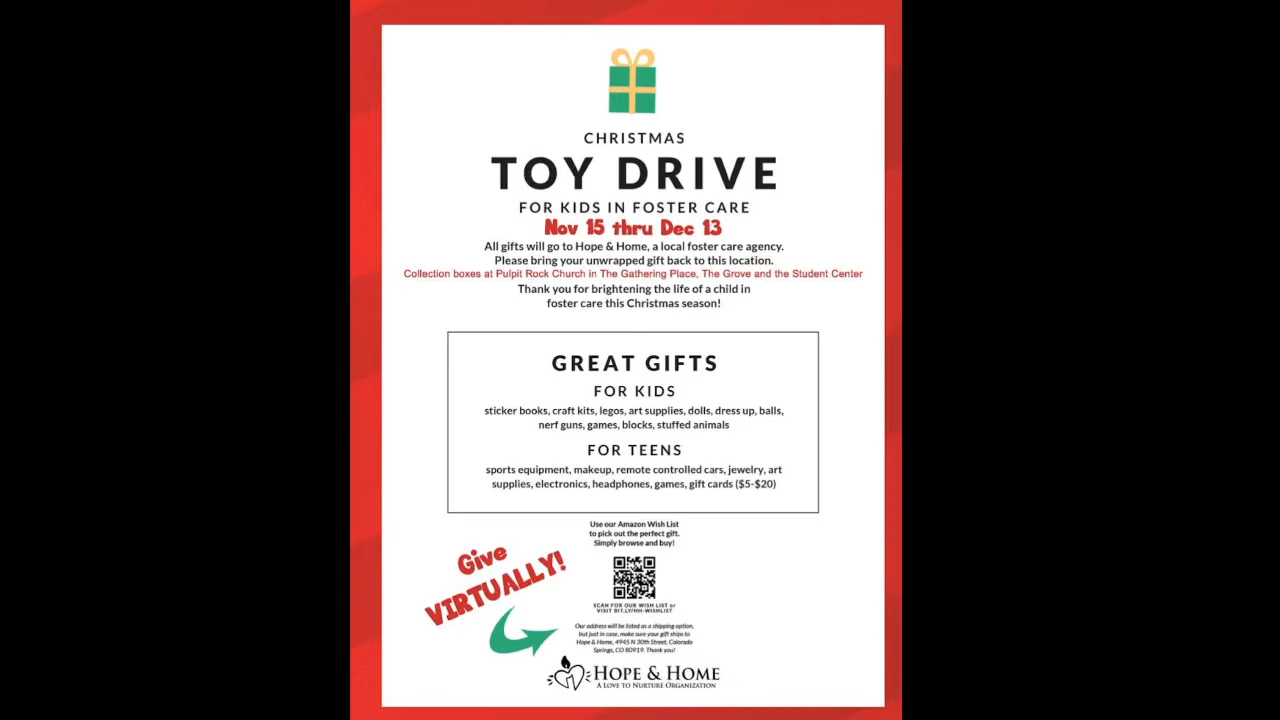 CHRISTMAS
TOY DRIVE
FOR KIDS IN FOSTER CARE
Nov 15 thru Dec 13
All gifts will go to Hope & Home, a local foster care agency.
Please bring your unwrapped gift back to this location.
Collection boxes at Pulpit Rock Church in The Gathering Place, The Grove and the Student Center
Thank you for brightening the life of a child in
foster care this Christmas season!
GREAT GIFTS
FOR KIDS
sticker books, craft kits, legos, art supplies, dolls, dress up, balls,
nerf guns, games, blocks, stuffed animals
FOR TEENS
sports equipment, makeup, remote controlled cars, jewelry, art
supplies, electronics, headphones, games, gift cards ($5-$20)
Use our Amazon Wish List
to pick out the perfect gift.
Simply browse and buy!
Give
VIRTUALLY!
SCAN FOR OUR WISH LIST or
VISIT BIT.LY/HH-WISHLIST
Our address will be listed as a shipping option,
but just in case, make sure your gift ships to
Hope & Home, 4945 N 30th Street, Colorado
Springs, CO 80919. Thank you!
HOPE & HOME
A LOVE TO NURTURE ORGANIZATION